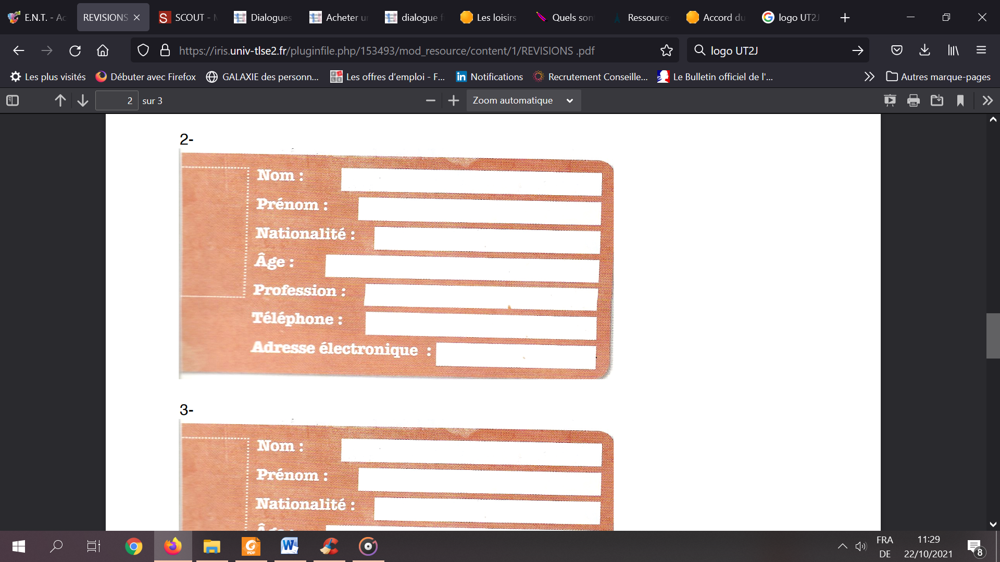 E.N.T. - Ac
REVISIONS
SCOUT - M
Dialogues
Acheter un
dialogue f
Les loisirs
Quels sont
Ressource
Accord du
logo UT2J
https://iris.univ-tlse2.fr/pluginfile.php/153493/mod_resource/content/1/REVISIONS .pdf
logo UT2J
Les plus visités
Débuter avec Firefox
GALAXIE des personn...
Les offres d'emploi - F...
Notifications
Recrutement Conseille...
Le Bulletin officiel de l'...
Autres marque-pages
2 sur 3
Zoom automatique
2-
Nom :
Prénom :
Nationalité :
Âge :
Profession :
Téléphone :
Adresse électronique :
3-
Nom :
Prénom :
Nationalité :
Âge :
FRA
DE
11:29
22/10/2021
8